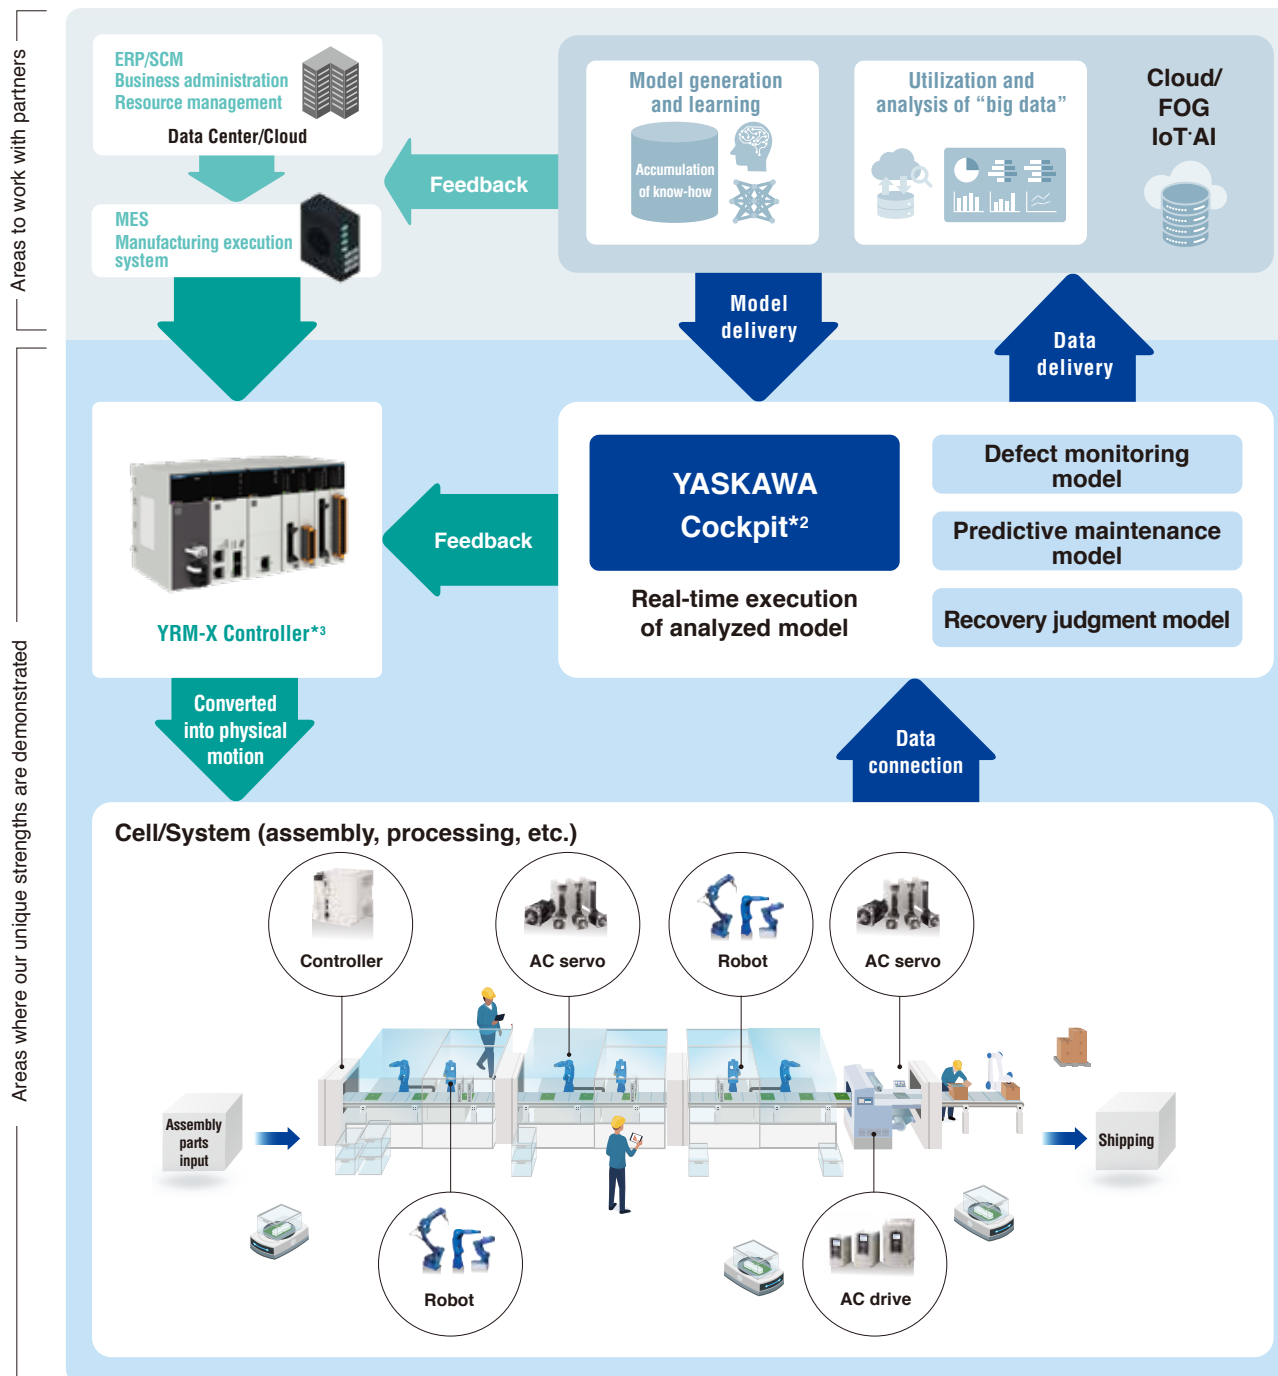 Areas to work with partners
ERP/SCM
Business administration
Resource management
Data Center/Cloud
MES
Manufacturing execution
system
Feedback
Model generation
and learning
Accumulation
of know-how
Utilization and
analysis of “big data”
Cloud/
FOG
IoT·AI
Model
delivery
Data
delivery
Areas where our unique strengths are demonstrated
YRM-X Controller*3
Feedback
YASKAWA
Cockpit*2
Real-time execution
of analyzed model
Defect monitoring
model
Predictive maintenance
model
Recovery judgment model
Converted
into physical
motion
Data
connection
Cell/System (assembly, processing, etc.)
Controller
AC servo
Robot
AC servo
Assembly
parts
input
Shipping
Robot
AC drive